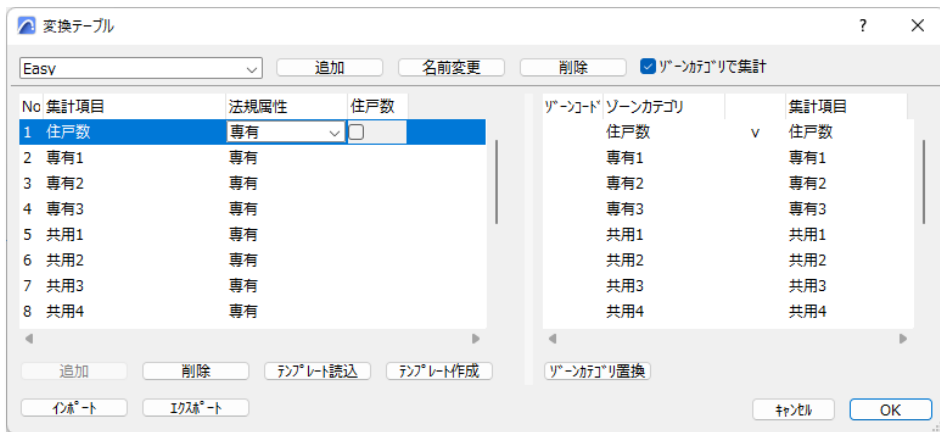 変換テーブル ? ×
Easy 追加 名前変更 削除 ｿﾞｰﾝｶﾃｺﾞﾘで集計
No 集計項目 法規属性 住戸数 ｿﾞｰﾝｺｰﾄﾞ ゾーンカテゴリ 集計項目
1 住戸数 専有 住戸数 v 住戸数
2 専有1 専有 専有1 専有1
3 専有2 専有 専有2 専有2
4 専有3 専有 専有3 専有3
5 共用1 専有 共用1 共用1
6 共用2 専有 共用2 共用2
7 共用3 専有 共用3 共用3
8 共用4 専有 共用4 共用4
追加 削除 ﾃﾝﾌﾟﾚｰﾄ読込 ﾃﾝﾌﾟﾚｰﾄ作成 ｿﾞｰﾝｶﾃｺﾞﾘ置換
ｲﾝﾎﾟｰﾄ ｴｸｽﾎﾟｰﾄ ｷｬﾝｾﾙ OK